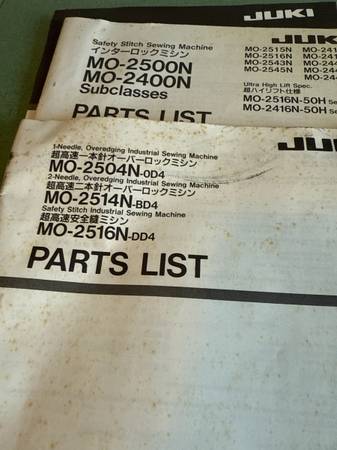 JUKI
Safety Stitch Sewing Machine
インターロックミシン
MO-2500N
MO-2400N
Subclasses
MO-2515N
MO-2516N
MO-2543N
MO-2545N
Ultra High Lift Spec.
超ハイリフト仕様
MO-2516N-50H
MO-2416N-50H
PARTS LIST
1-Needle, Overedging Industrial Sewing Machine
超高速一本針オーバーロックミシン
MO-2504N-0D4
2-Needle, Overedging Industrial Sewing Machine
超高速二本針オーバーロックミシン
MO-2514N-BD4
Safety Stitch Industrial Sewing Machine
超高速安全縫ミシン
MO-2516N-DD4
PARTS LIST